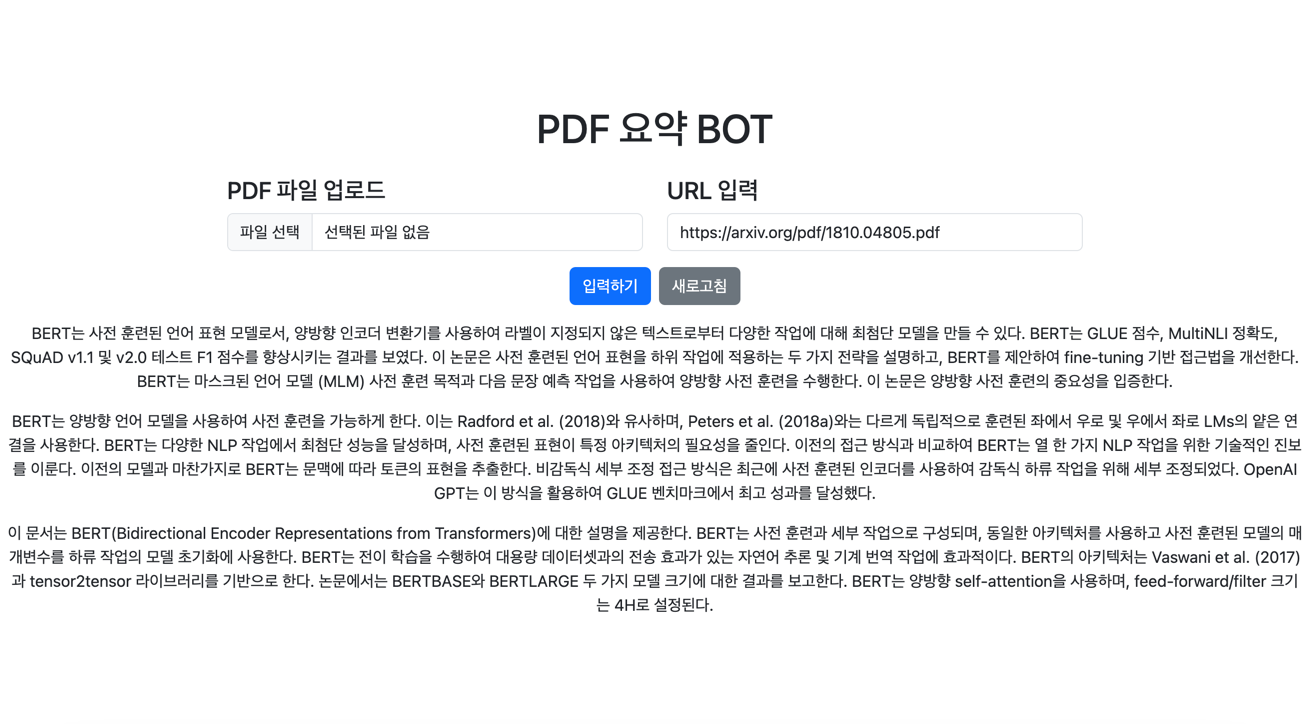 PDF 요약 BOT
PDF 파일 업로드
URL 입력
파일 선택 선택된 파일 없음
https://arxiv.org/pdf/1810.04805.pdf
입력하기
새로고침
BERT는 사전 훈련된 언어 표현 모델로서, 양방향 인코더 변환기를 사용하여 라벨이 지정되지 않은 텍스트로부터 다양한 작업에 대해 최첨단 모델을 만들 수 있다. BERT는 GLUE 점수, MultiNLI 정확도,
SQuAD v1.1 및 v2.0 테스트 F1 점수를 향상시키는 결과를 보였다. 이 논문은 사전 훈련된 언어 표현을 하위 작업에 적용하는 두 가지 전략을 설명하고, BERT를 제안하여 fine-tuning 기반 접근법을 개선한다.
BERT는 마스크된 언어 모델 (MLM) 사전 훈련 목적과 다음 문장 예측 작업을 사용하여 양방향 사전 훈련을 수행한다. 이 논문은 양방향 사전 훈련의 중요성을 입증한다.
BERT는 양방향 언어 모델을 사용하여 사전 훈련을 가능하게 한다. 이는 Radford et al. (2018)와 유사하며, Peters et al. (2018a)와는 다르게 독립적으로 훈련된 좌에서 우로 및 우에서 좌로 LMs의 얕은 연
결을 사용한다. BERT는 다양한 NLP 작업에서 최첨단 성능을 달성하며, 사전 훈련된 표현이 특정 아키텍처의 필요성을 줄인다. 이전의 접근 방식과 비교하여 BERT는 열 한 가지 NLP 작업을 위한 기술적인 진보
를 이룬다. 이전의 모델과 마찬가지로 BERT는 문맥에 따라 토큰의 표현을 추출한다. 비감독식 세부 조정 접근 방식은 최근에 사전 훈련된 인코더를 사용하여 감독식 하류 작업을 위해 세부 조정되었다. OpenAI
GPT는 이 방식을 활용하여 GLUE 벤치마크에서 최고 성과를 달성했다.
이 문서는 BERT(Bidirectional Encoder Representations from Transformers)에 대한 설명을 제공한다. BERT는 사전 훈련과 세부 작업으로 구성되며, 동일한 아키텍처를 사용하고 사전 훈련된 모델의 매
개변수를 하류 작업의 모델 초기화에 사용한다. BERT는 전이 학습을 수행하여 대용량 데이터셋과의 전송 효과가 있는 자연어 추론 및 기계 번역 작업에 효과적이다. BERT의 아키텍처는 Vaswani et al. (2017)
과 tensor2tensor 라이브러리를 기반으로 한다. 논문에서는 BERTBASE와 BERTLARGE 두 가지 모델 크기에 대한 결과를 보고한다. BERT는 양방향 self-attention을 사용하며, feed-forward/filter 크기
는 4H로 설정된다.